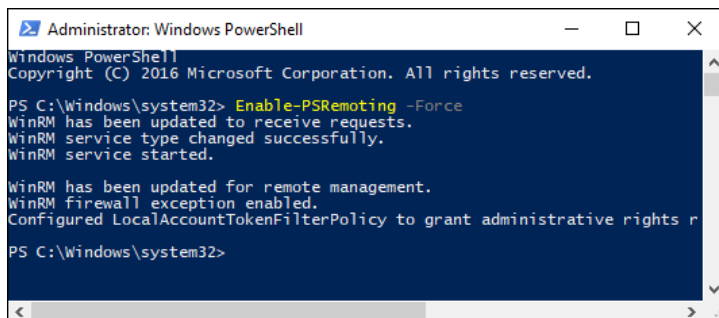 Administrator: Windows PowerShell
Windows PowerShell
Copyright (C) 2016 Microsoft Corporation. All rights reserved.
PS C:\Windows\system32> Enable-PSRemoting -Force
WinRM has been updated to receive requests.
WinRM service type changed successfully.
WinRM service started.
WinRM has been updated for remote management.
WinRM firewall exception enabled.
Configured LocalAccountTokenFilterPolicy to grant administrative rights r
PS C:\Windows\system32>